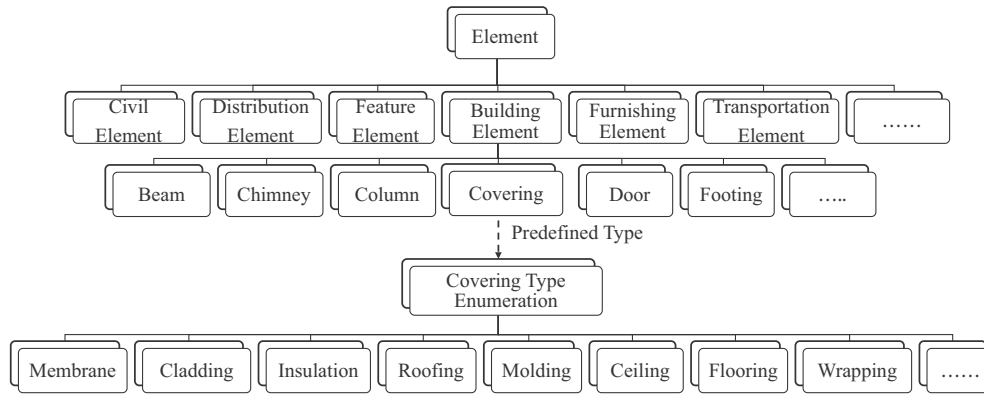 Element
Civil
Element
Distribution
Element
Feature
Element
Building
Element
Furnishing
Element
Transportation
Element
……
Beam
Chimney
Column
Covering
Door
Footing
…..
Predefined Type
Covering Type
Enumeration
Membrane
Cladding
Insulation
Roofing
Molding
Ceiling
Flooring
Wrapping
……